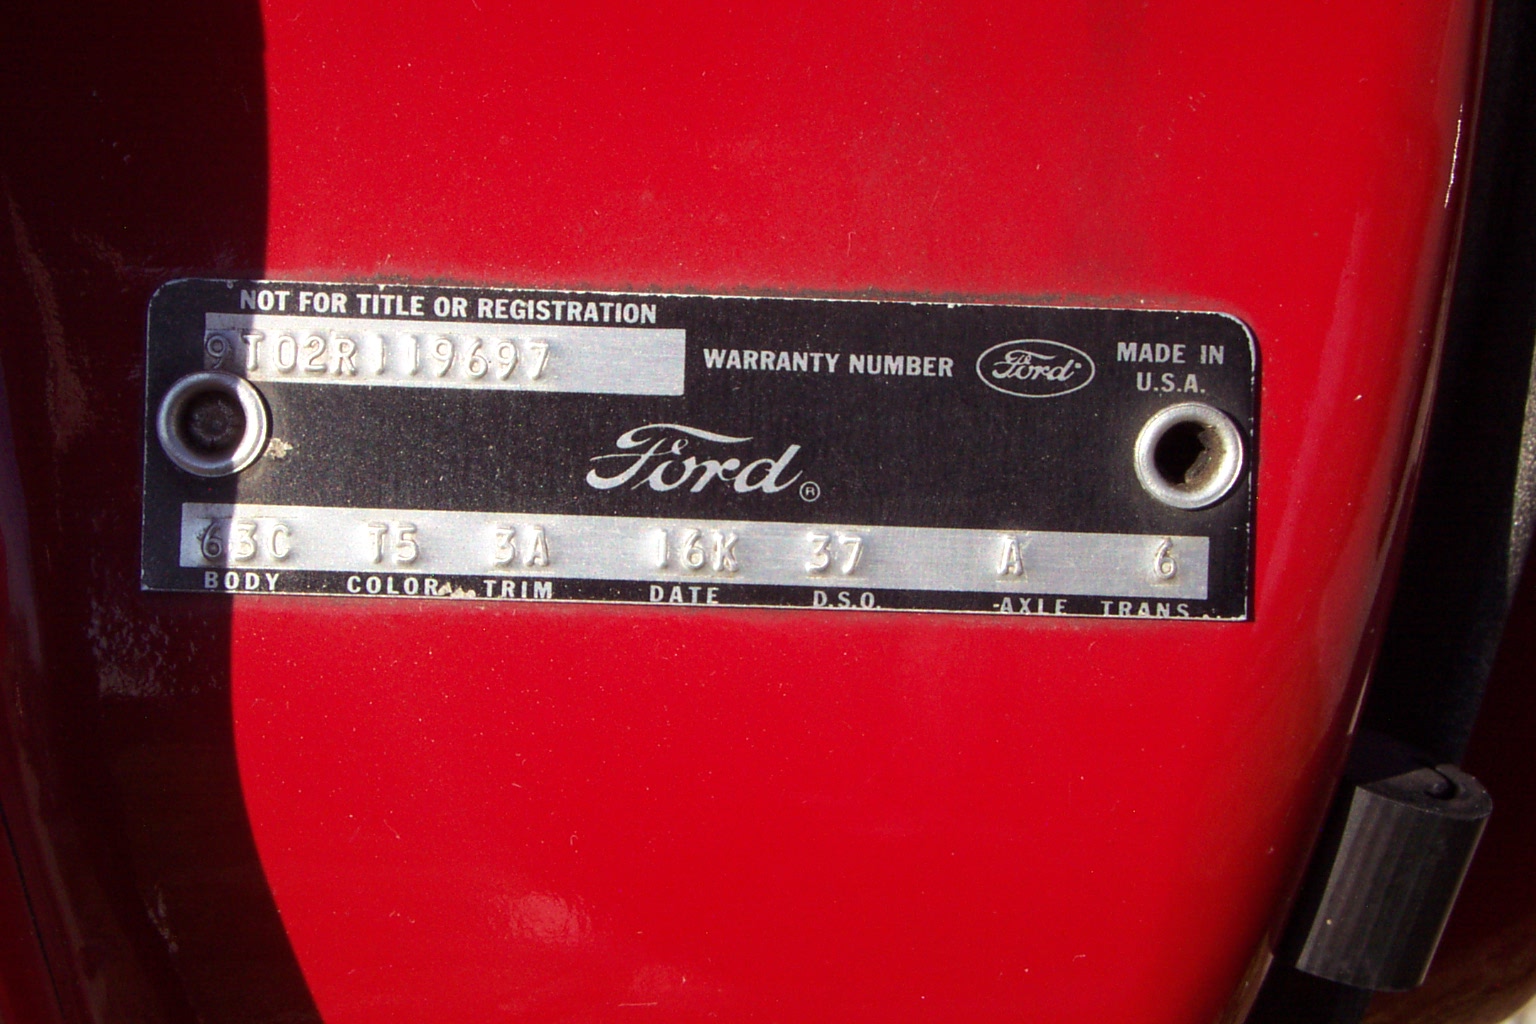 NOT FOR TITLE OR REGISTRATION
9T02R119697
WARRANTY NUMBER
Ford
MADE IN
U.S.A.
Ford®
63C T5 3A 16K 37 A 6
BODY COLOR TRIM DATE D.S.O. AXLE TRANS.